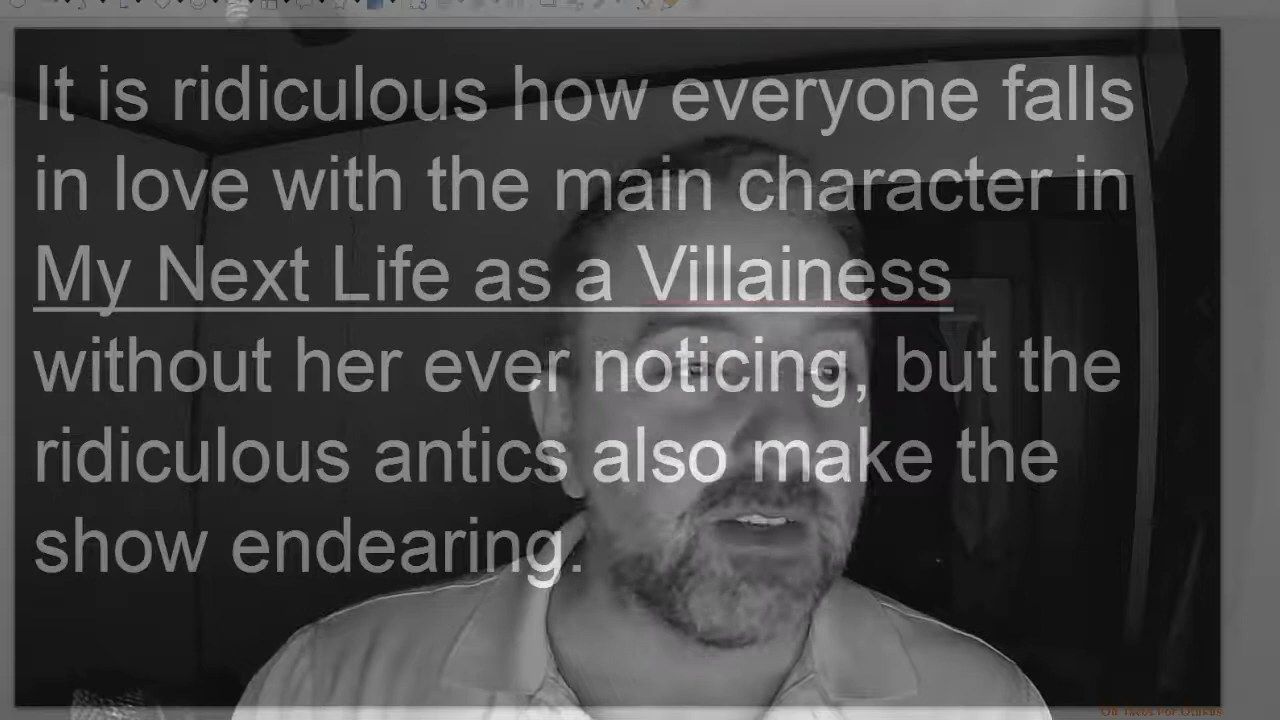 It is ridiculous how everyone falls
in love with the main character in
My Next Life as a Villainess
without her ever noticing, but the
ridiculous antics also make the
show endearing.